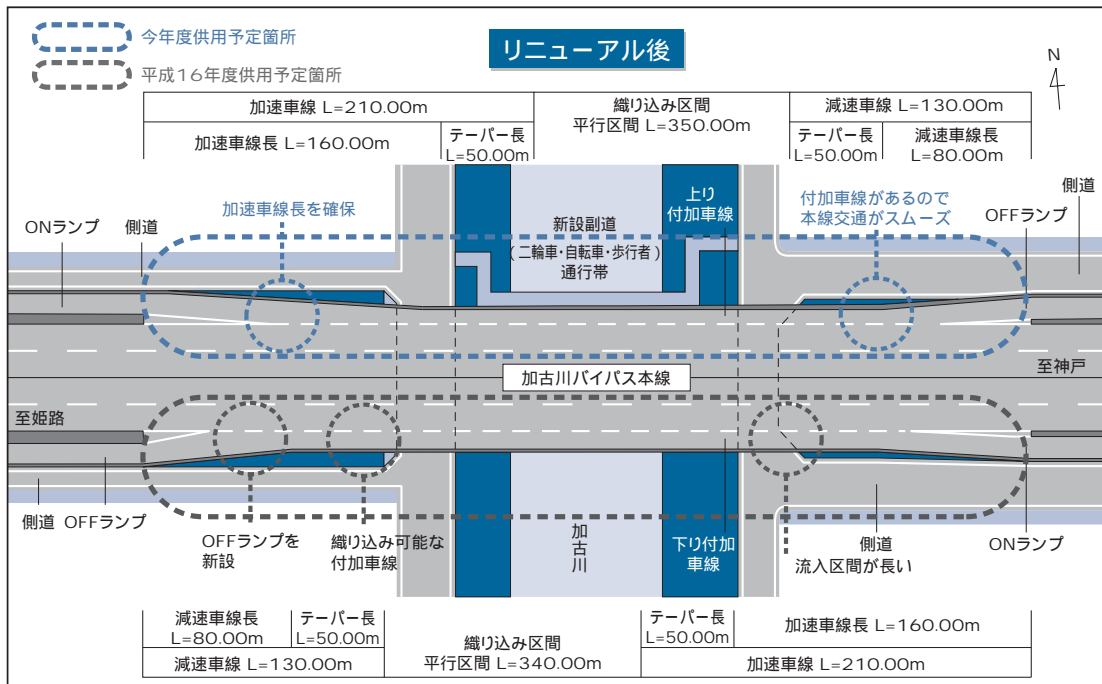 今年度供用予定箇所
平成16年度供用予定箇所
リニューアル後
N
加速車線 L=210.00m
織り込み区間
平行区間 L=350.00m
減速車線 L=130.00m
加速車線長 L=160.00m
テーパー長
L=50.00m
テーパー長
L=50.00m
減速車線長
L=80.00m
ONランプ
側道
加速車線長を確保
新設副道
(二輪車・自転車・歩行者)
通行帯
上り
付加車線
付加車線があるので
本線交通がスムーズ
OFFランプ
側道
加古川バイパス本線
至神戸
至姫路
側道
OFFランプ
OFFランプを
新設
織り込み可能な
付加車線
加古川
下り付加
車線
側道
流入区間が長い
ONランプ
減速車線長
L=80.00m
テーパー長
L=50.00m
織り込み区間
平行区間 L=340.00m
テーパー長
L=50.00m
加速車線長 L=160.00m
減速車線 L=130.00m
加速車線 L=210.00m